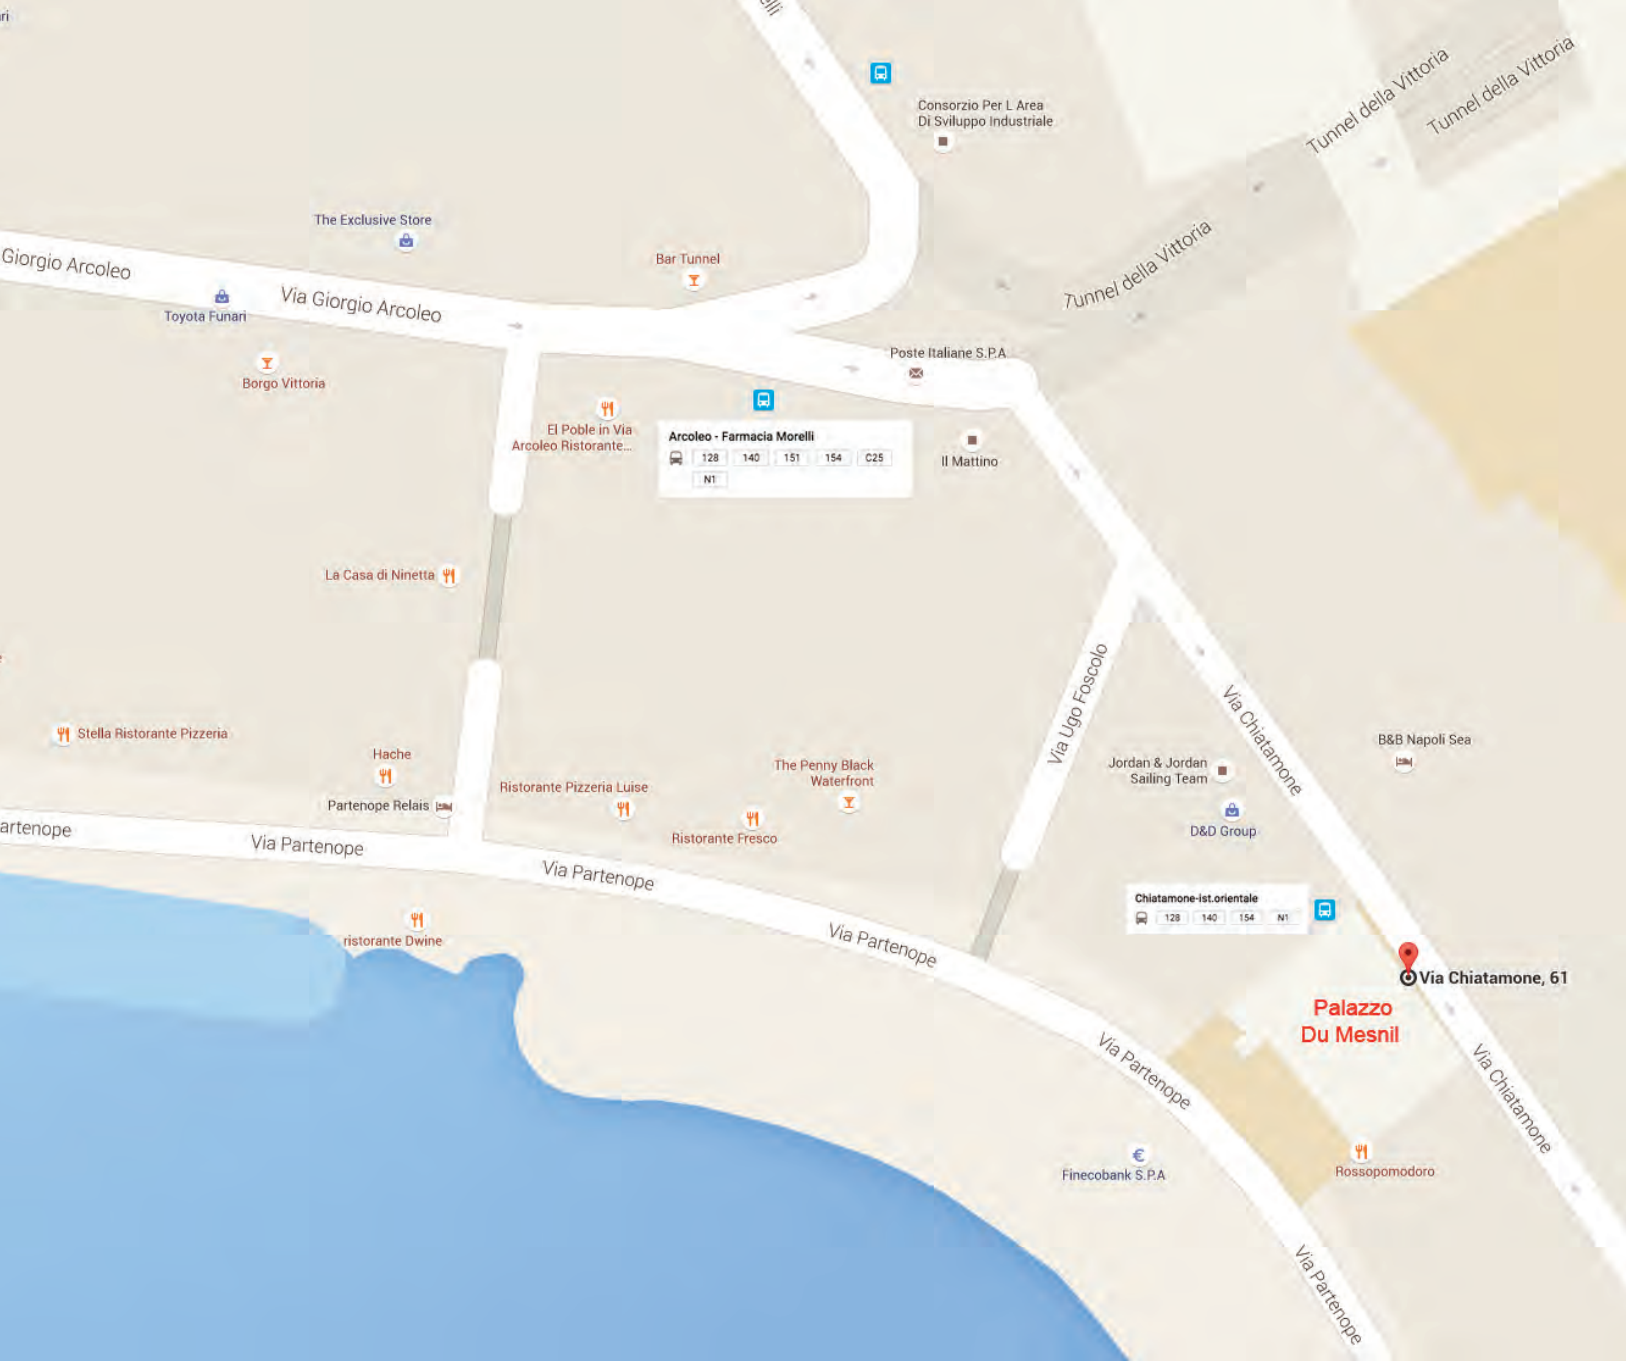 Consorzio Per L Area
Di Sviluppo Industriale
Tunnel della Vittoria
Tunnel della Vittoria
Tunnel della Vittoria
The Exclusive Store
Giorgio Arcoleo
Via Giorgio Arcoleo
Toyota Funari
Bar Tunnel
Borgo Vittoria
Poste Italiane S.P.A
El Poble in Via
Arcoleo Ristorante...
Arcoleo - Farmacia Morelli
128 140 151 154 C25
N1
Il Mattino
La Casa di Ninetta
Via Ugo Foscolo
Via Chiatamone
Stella Ristorante Pizzeria
Hache
Partenope Relais
Ristorante Pizzeria Luise
The Penny Black
Waterfront
Ristorante Fresco
Jordan & Jordan
Sailing Team
D&D Group
B&B Napoli Sea
artenope
Via Partenope
Via Partenope
Via Partenope
ristorante Dwine
Chiatamone-ist.orientale
128 140 154 N1
Via Chiatamone, 61
Palazzo
Du Mesnil
Via Partenope
Via Chiatamone
Finecobank S.P.A
Rossopomodoro
Via Partenope